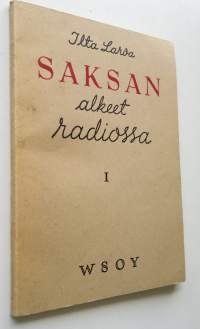 Ilta Larva
SAKSAN
alkeet
radiossa
I
WSOY